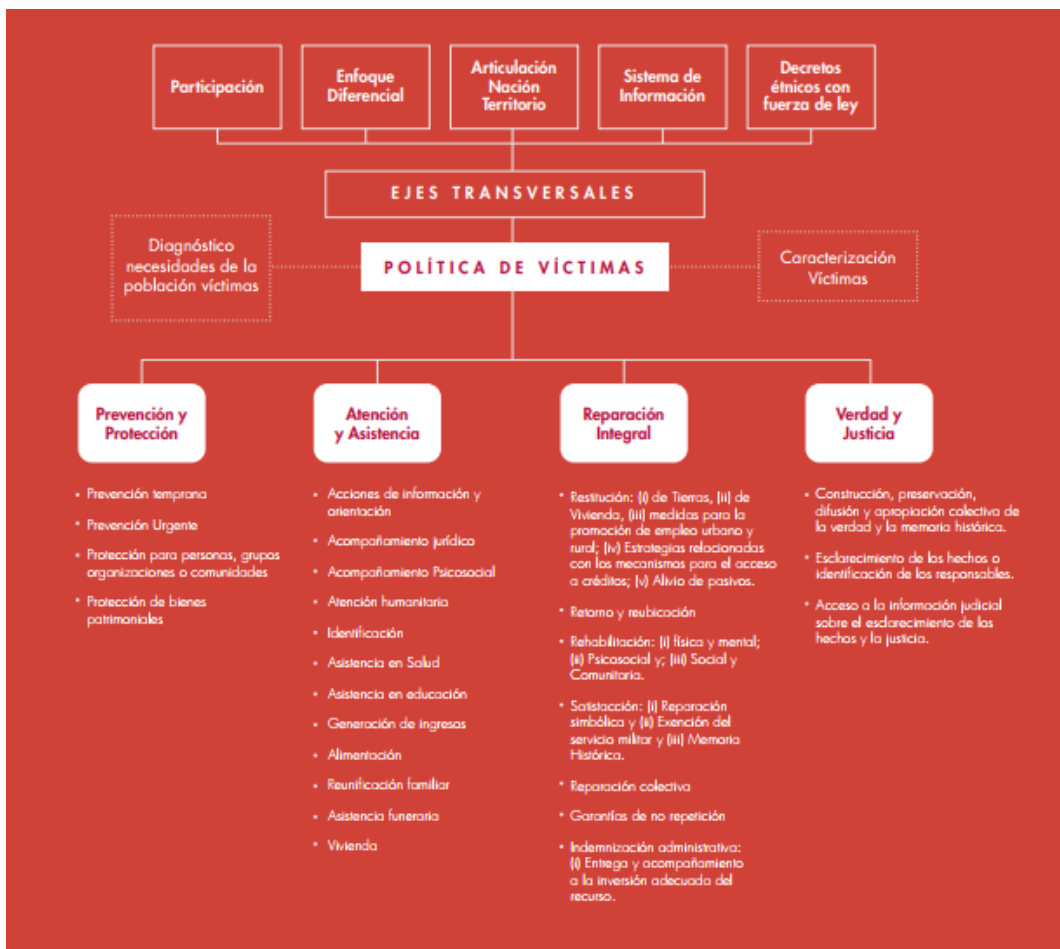 Participación
Enfoque
Diferencial
Articulación
Nación
Territorio
Sistema de
Información
Decretos
étnicos con
fuerza de ley
EJES TRANSVERSALES
Diagnóstico
necesidades de la
población víctimas
POLÍTICA DE VÍCTIMAS
Caracterización
Víctimas
Prevención y
Protección
• Prevención temprana
• Prevención Urgente
• Protección para personas, grupos
organizaciones o comunidades
• Protección de bienes
patrimoniales
Atención
y Asistencia
• Acciones de información y
orientación
• Acompañamiento jurídico
• Acompañamiento Psicosocial
• Atención humanitaria
• Identificación
• Asistencia en Salud
• Asistencia en educación
• Generación de ingresos
• Alimentación
• Reunificación familiar
• Asistencia funeraria
• Vivienda
Reparación
Integral
• Restitución: (i) de Tierras, (ii) de
Vivienda, (iii) medidas para la
promoción de empleo urbano y
rural; (iv) Estrategias relacionadas
con los mecanismos para el acceso
a créditos; (v) Alivio de pasivos.
• Retorno y reubicación
• Rehabilitación: (i) física y mental;
(ii) Psicosocial y; (iii) Social y
Comunitaria.
• Satisfacción: (i) Reparación
simbólica y (ii) Exención del
servicio militar y (iii) Memoria
Histórica.
• Reparación colectiva
• Garantías de no repetición
• Indemnización administrativa:
(i) Entrega y acompañamiento
a la inversión adecuada del
recurso.
Verdad y
Justicia
• Construcción, preservación,
difusión y apropiación colectiva de
la verdad y la memoria histórica.
• Esclarecimiento de los hechos o
identificación de los responsables.
• Acceso a la información judicial
sobre el esclarecimiento de los
hechos y la justicia.